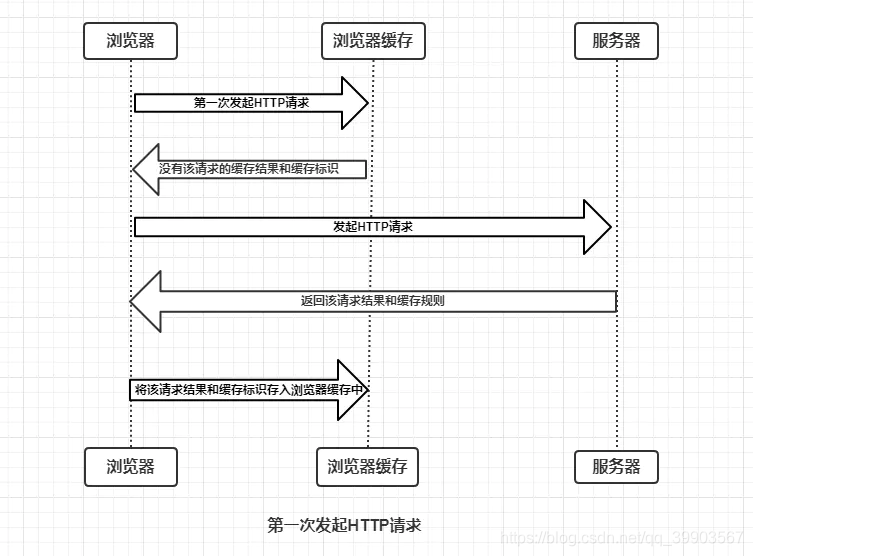 浏览器
浏览器缓存
服务器
第一次发起HTTP请求
没有该请求的缓存结果和缓存标识
发起HTTP请求
返回该请求结果和缓存规则
将该请求结果和缓存标识存入浏览器缓存中
浏览器
浏览器缓存
服务器
第一次发起HTTP请求
https://blog.csdn.net/qq_39903567